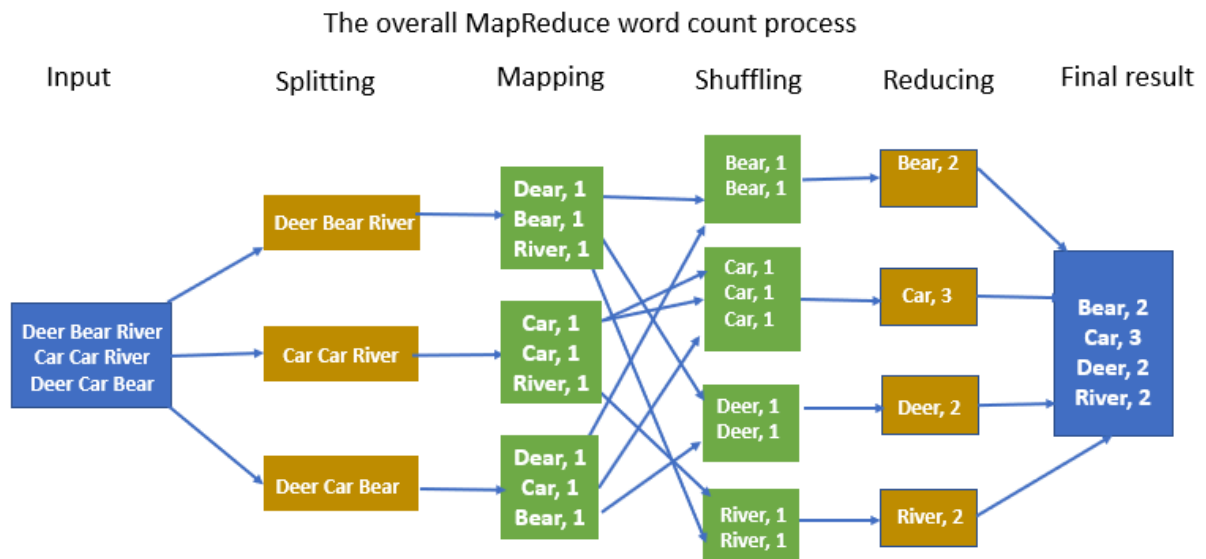 The overall MapReduce word count process
Input
Splitting
Mapping
Shuffling
Reducing
Final result
Deer Bear River
Car Car River
Deer Car Bear
Deer Bear River
Car Car River
Deer Car Bear
Dear, 1
Bear, 1
River, 1
Car, 1
Car, 1
River, 1
Dear, 1
Car, 1
Bear, 1
Bear, 1
Bear, 1
Car, 1
Car, 1
Car, 1
Deer, 1
Deer, 1
River, 1
River, 1
Bear, 2
Car, 3
Deer, 2
River, 2
Bear, 2
Car, 3
Deer, 2
River, 2